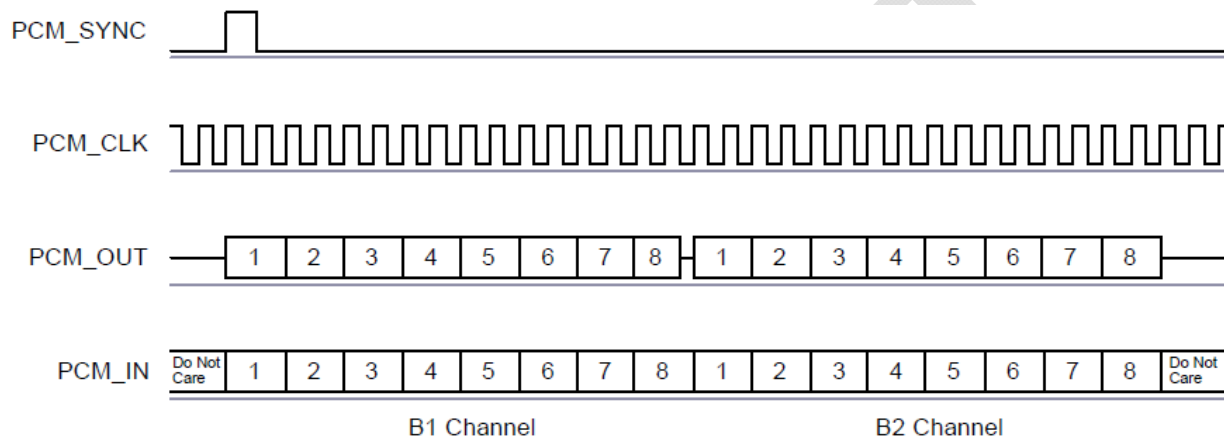 PCM_SYNC
PCM_CLK
PCM_OUT 1 2 3 4 5 6 7 8 1 2 3 4 5 6 7 8
PCM_IN Do Not Care 1 2 3 4 5 6 7 8 1 2 3 4 5 6 7 8 Do Not Care
B1 Channel B2 Channel